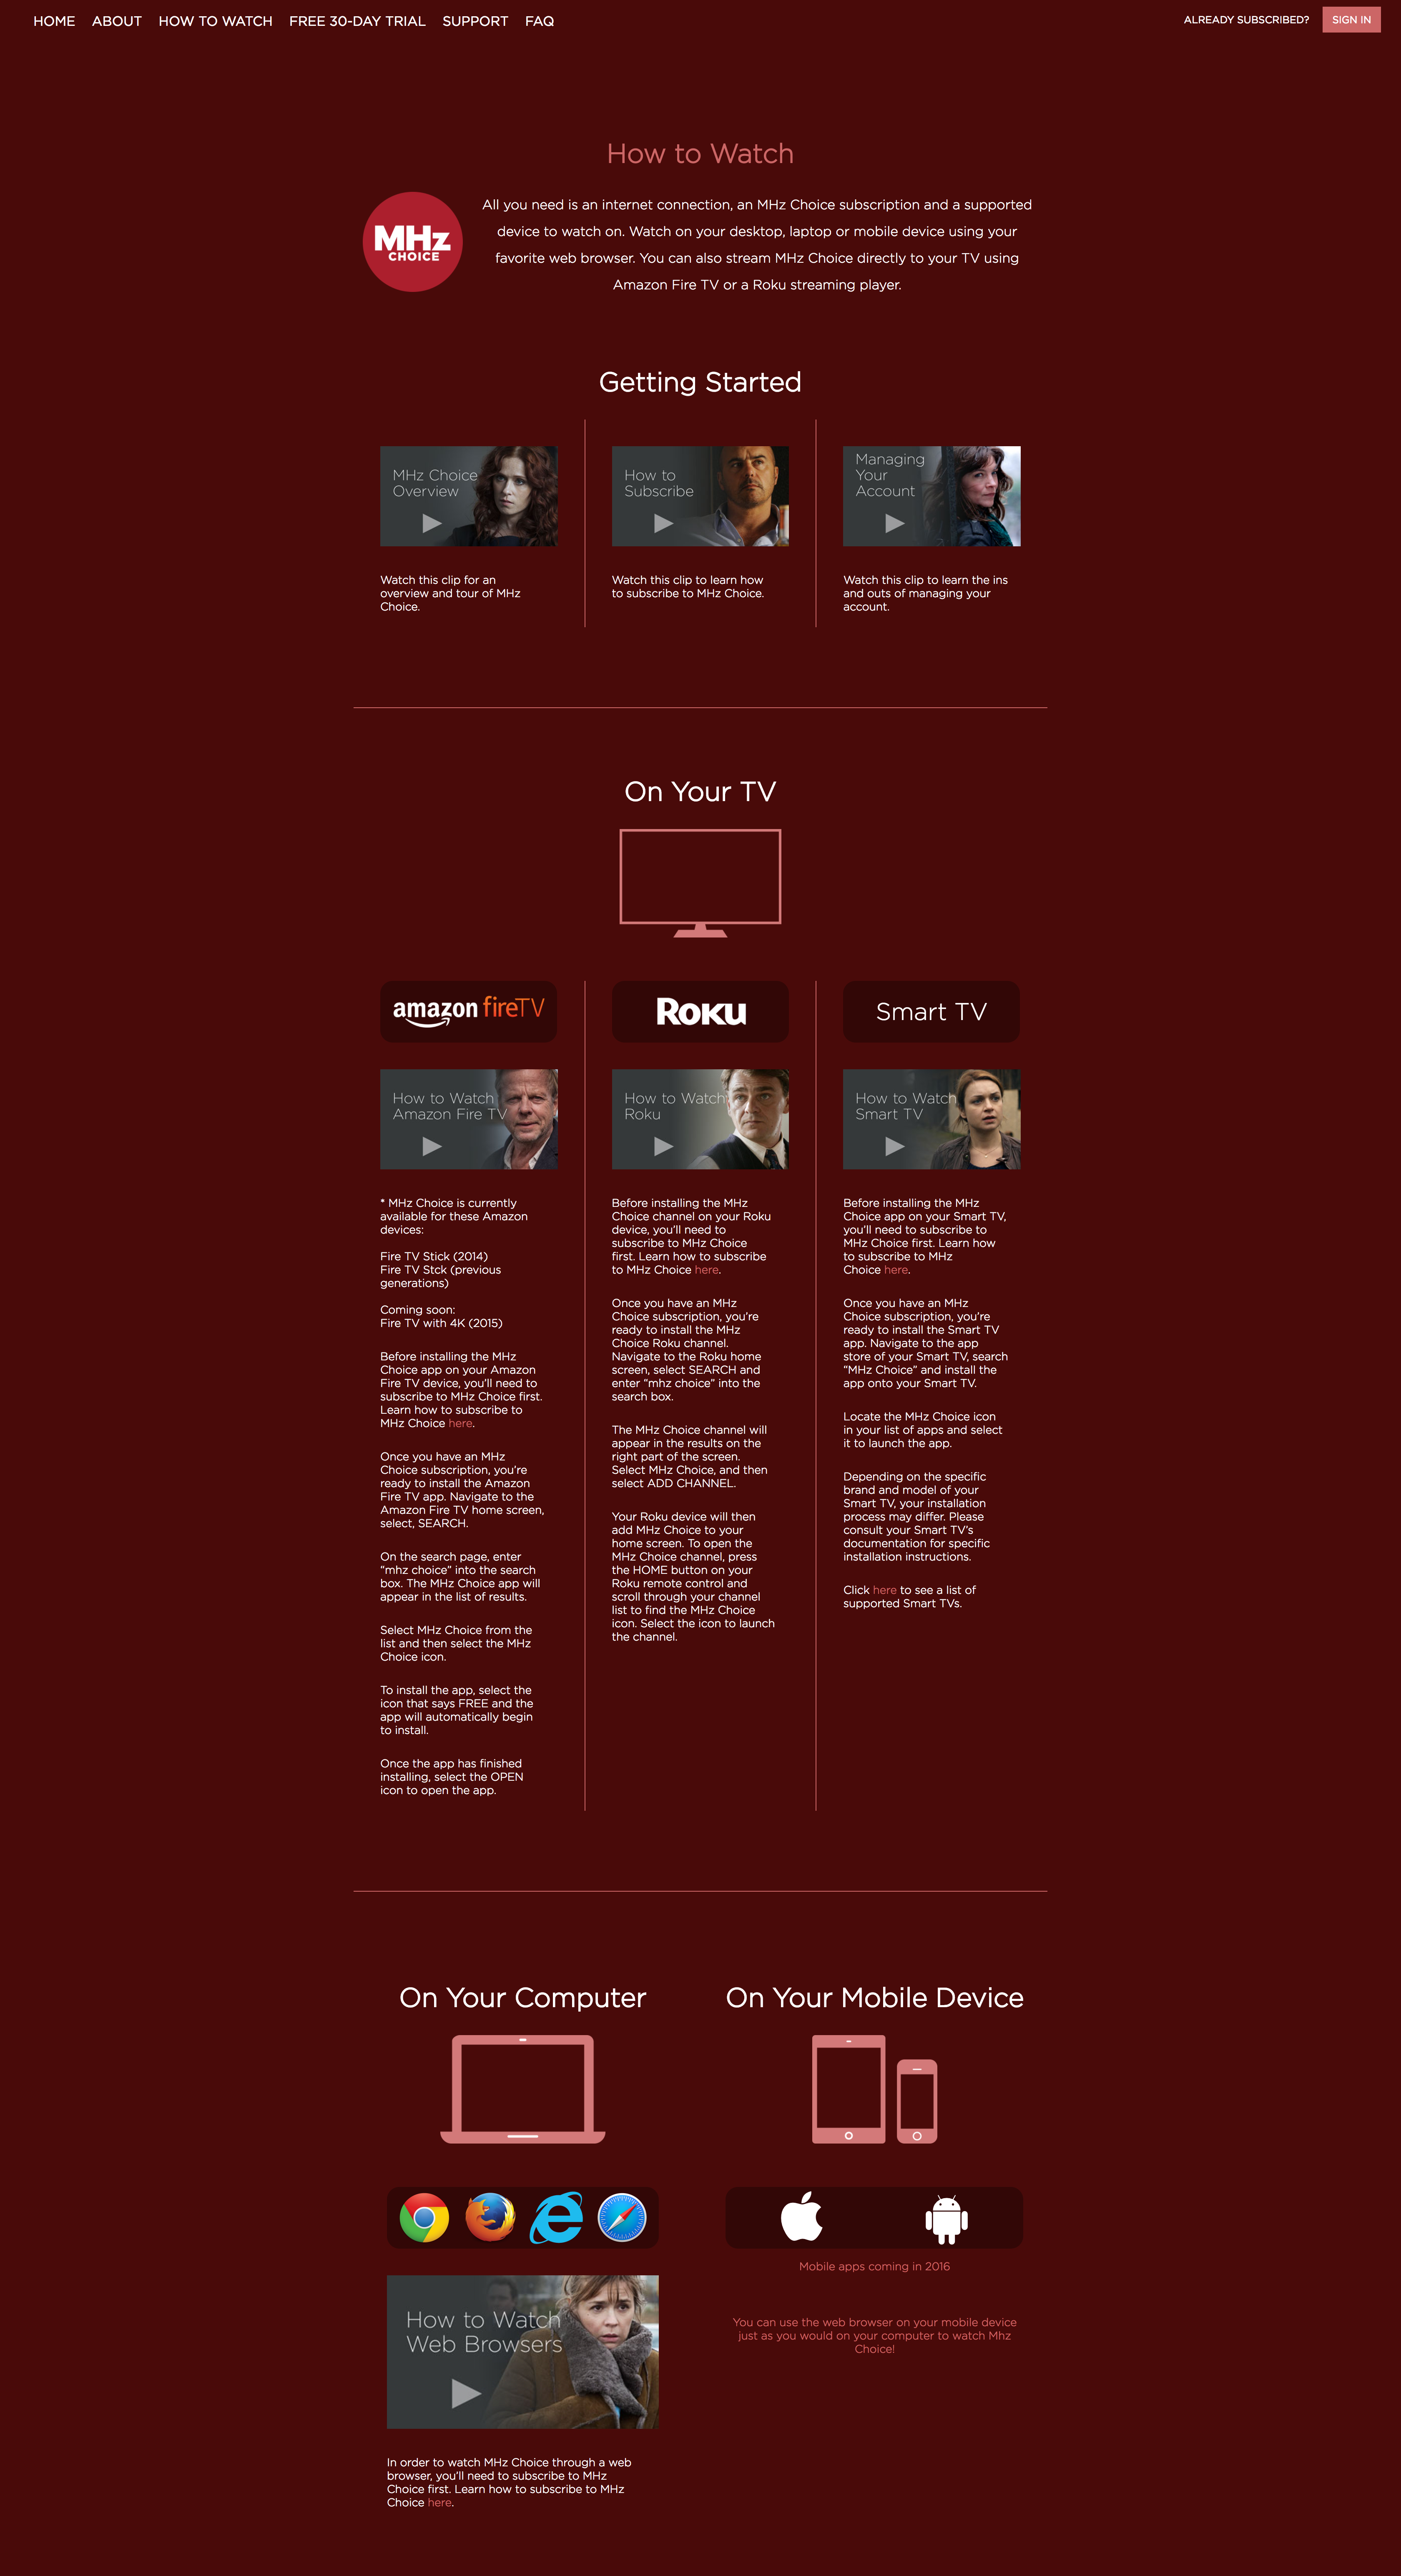 HOME ABOUT HOW TO WATCH FREE 30-DAY TRIAL SUPPORT FAQ
ALREADY SUBSCRIBED? SIGN IN
How to Watch
MHz
CHOICE
All you need is an internet connection, an MHz Choice subscription and a supported
device to watch on. Watch on your desktop, laptop or mobile device using your
favorite web browser. You can also stream MHz Choice directly to your TV using
Amazon Fire TV or a Roku streaming player.
Getting Started
MHz Choice
Overview
Watch this clip for an
overview and tour of MHz
Choice.
How to
Subscribe
Watch this clip to learn how
to subscribe to MHz Choice.
Managing
Your
Account
Watch this clip to learn the ins
and outs of managing your
account.
On Your TV
amazon fireTV
How to Watch
Amazon Fire TV
* MHz Choice is currently
available for these Amazon
devices:
Fire TV Stick (2014)
Fire TV Stck (previous
generations)
Coming soon:
Fire TV with 4K (2015)
Before installing the MHz
Choice app on your Amazon
Fire TV device, you'll need to
subscribe to MHz Choice first.
Learn how to subscribe to
MHz Choice here.
Once you have an MHz
Choice subscription, you're
ready to install the Amazon
Fire TV app. Navigate to the
Amazon Fire TV home screen,
select, SEARCH.
On the search page, enter
“mhz choice” into the search
box. The MHz Choice app will
appear in the list of results.
Select MHz Choice from the
list and then select the MHz
Choice icon.
To install the app, select the
icon that says FREE and the
app will automatically begin
to install.
Once the app has finished
installing, select the OPEN
icon to open the app.
ROKU
How to Watch
Roku
Before installing the MHz
Choice channel on your Roku
device, you'll need to
subscribe to MHz Choice
first. Learn how to subscribe
to MHz Choice here.
Once you have an MHz
Choice subscription, you're
ready to install the MHz
Choice Roku channel.
Navigate to the Roku home
screen, select SEARCH and
enter “mhz choice” into the
search box.
The MHz Choice channel will
appear in the results on the
right part of the screen.
Select MHz Choice, and then
select ADD CHANNEL.
Your Roku device will then
add MHz Choice to your
home screen. To open the
MHz Choice channel, press
the HOME button on your
Roku remote control and
scroll through your channel
list to find the MHz Choice
icon. Select the icon to launch
the channel.
Smart TV
How to Watch
Smart TV
Before installing the MHz
Choice app on your Smart TV,
you'll need to subscribe to
MHz Choice first. Learn how
to subscribe to MHz
Choice here.
Once you have an MHz
Choice subscription, you're
ready to install the Smart TV
app. Navigate to the app
store of your Smart TV, search
“MHz Choice” and install the
app onto your Smart TV.
Locate the MHz Choice icon
in your list of apps and select
it to launch the app.
Depending on the specific
brand and model of your
Smart TV, your installation
process may differ. Please
consult your Smart TV's
documentation for specific
installation instructions.
Click here to see a list of
supported Smart TVs.
On Your Computer
How to Watch
Web Browsers
In order to watch MHz Choice through a web
browser, you'll need to subscribe to MHz
Choice first. Learn how to subscribe to MHz
Choice here.
On Your Mobile Device
Mobile apps coming in 2016
You can use the web browser on your mobile device
just as you would on your computer to watch Mhz
Choice!